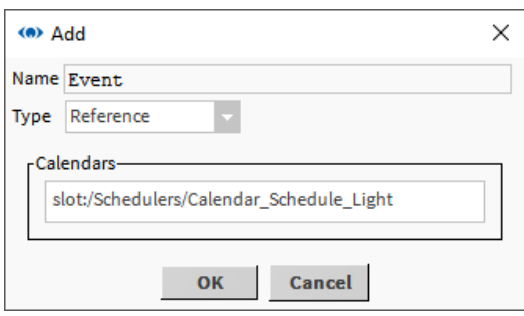 Add
Name Event
Type Reference
Calendars
slot:/Schedulers/Calendar_Schedule_Light
OK Cancel